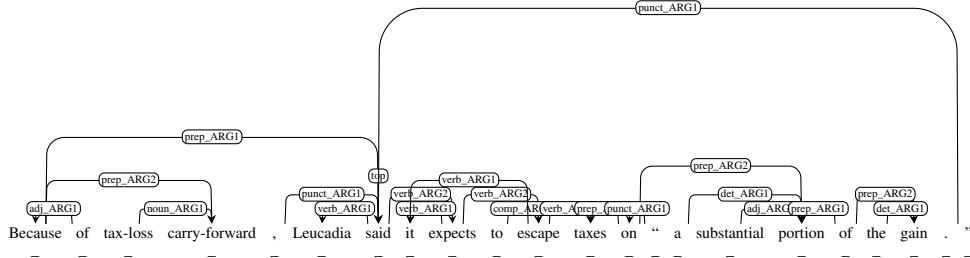 punct_ARG1
prep_ARG1
prep_ARG2
top
prep_ARG2
verb_ARG1
punct_ARG1
verb_ARG2
verb_ARG2
det_ARG1
prep_ARG2
adj_ARG1
noun_ARG1
verb_ARG1
verb_ARG1
punct_ARG1
prep_ARG1
det_ARG1
Because of tax-loss carry-forward , Leucadia said it expects to escape taxes on “ a substantial portion of the gain . ”
_ _ _ _ _ _ _ _ _ _ _ _ _ _ _ _ _ _ _ _ _ _ _